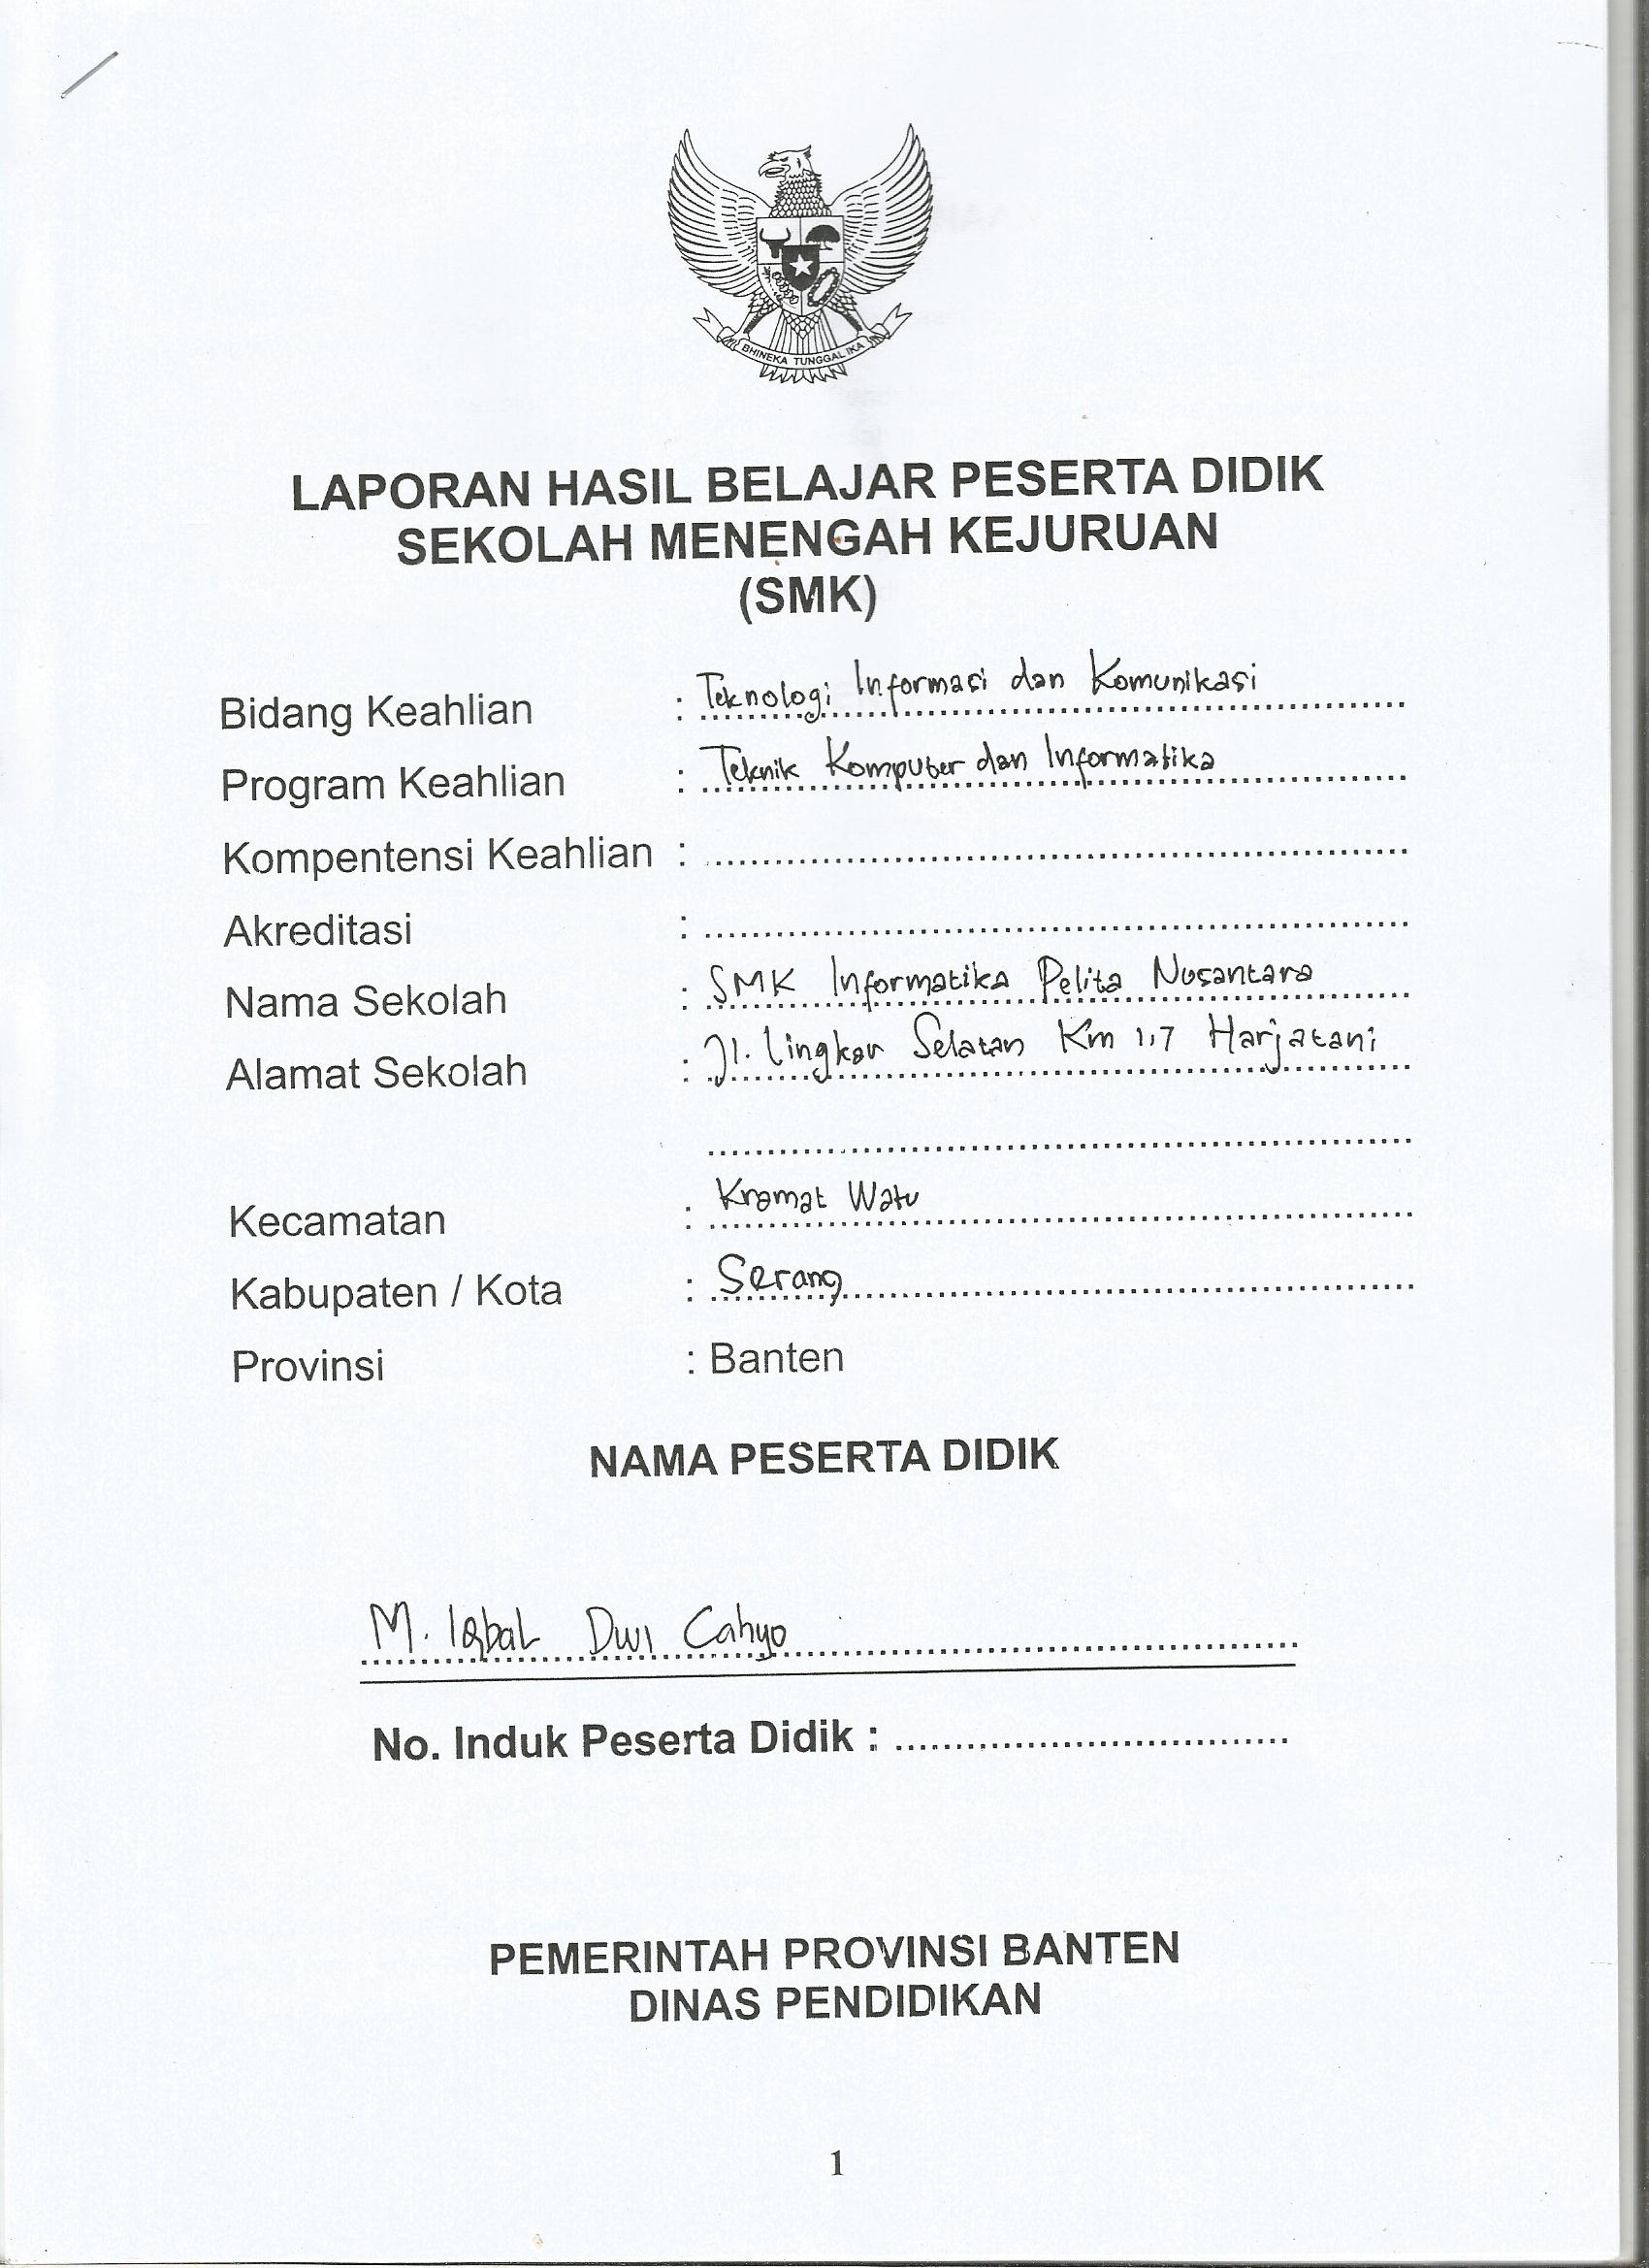 BHINEKA TUNGGAL IKA
LAPORAN HASIL BELAJAR PESERTA DIDIK
SEKOLAH MENENGAH KEJURUAN
(SMK)
Bidang Keahlian : Teknologi Informasi dan Komunikasi
Program Keahlian : Teknik Komputer dan Informatika
Kompentensi Keahlian : ........................................
Akreditasi : ........................................
Nama Sekolah : SMK Informatika Pelita Nusantara
Alamat Sekolah : Jl. Lingkar Selatan Km 1,7 Harjatani
Kecamatan : Kramat Watu
Kabupaten / Kota : Serang
Provinsi : Banten
NAMA PESERTA DIDIK
M. Iqbal Dwi Cahyo
No. Induk Peserta Didik : ..................................
PEMERINTAH PROVINSI BANTEN
DINAS PENDIDIKAN
1